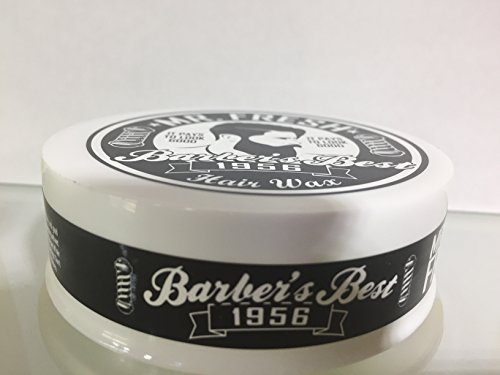 MR. FRESH
IT PAYS
TO LOOK
GOOD
IT PAYS
TO LOOK
GOOD
Barber's Best
1956
Hair Wax
Barber's Best
1956